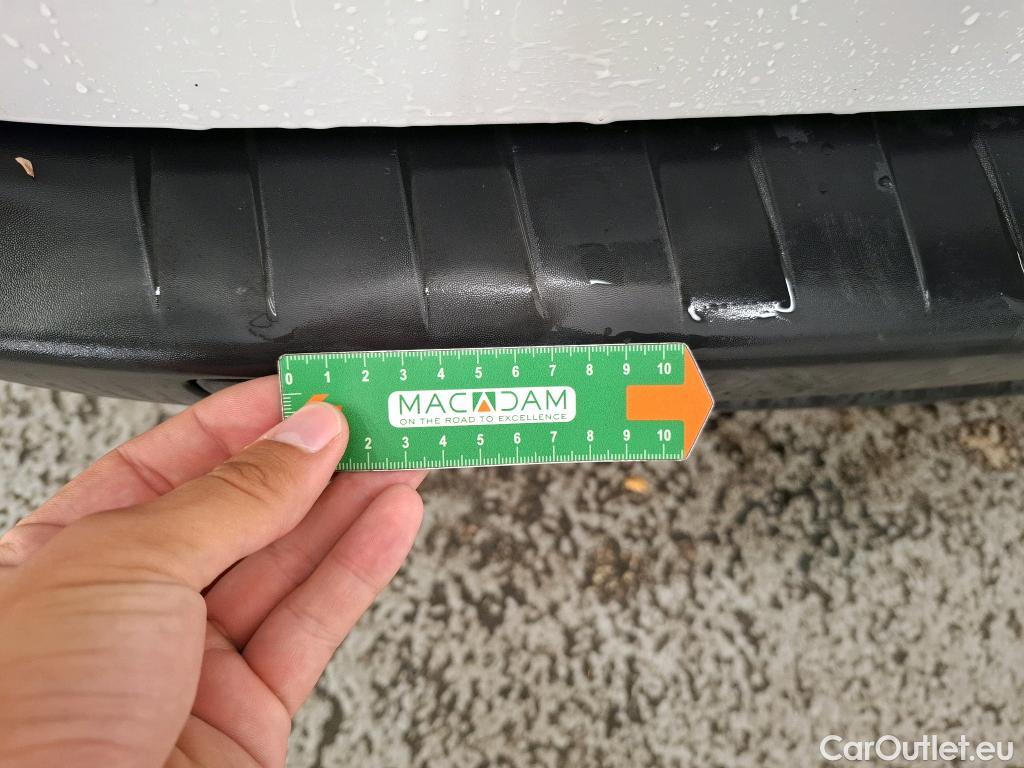 0 1 2 3 4 5 6 7 8 9 10
MACADAM
ON THE ROAD TO EXCELLENCE
2 3 4 5 6 7 8 9 10
CarOutlet.eu